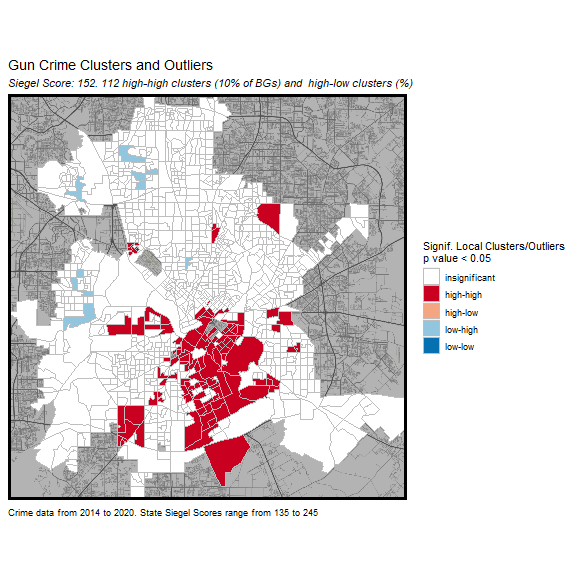 Gun Crime Clusters and Outliers
Siegel Score: 152. 112 high-high clusters (10% of BGs) and  high-low clusters (%)
Signif. Local Clusters/Outliers
p value < 0.05
insignificant
high-high
high-low
low-high
low-low
Crime data from 2014 to 2020. State Siegel Scores range from 135 to 245